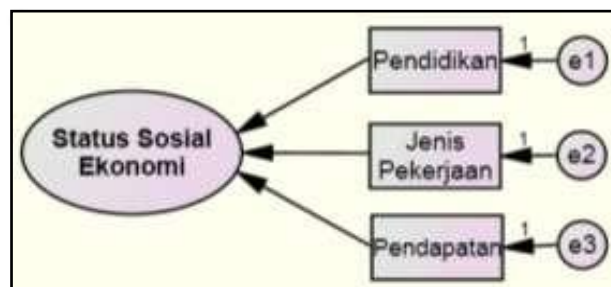 Status Sosial
Ekonomi
Pendidikan
1
e1
Jenis
Pekerjaan
1
e2
Pendapatan
1
e3